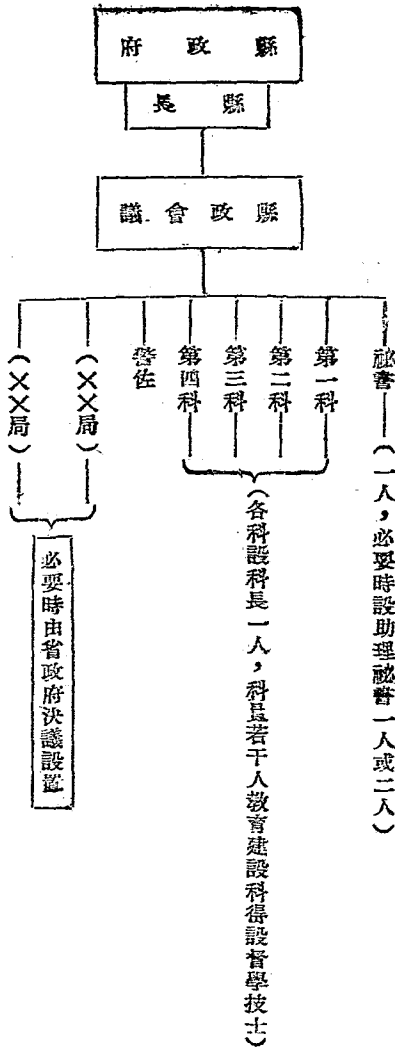 縣政府
縣長
縣政會議
秘書——(一人，必要時設助理秘書一人或二人)
第一科
第二科
第三科
第四科
(各科設科長一人，科員若干人教育建設科得設督學技士)
警佐
(××局)
(××局)
必要時由省政府決議設置